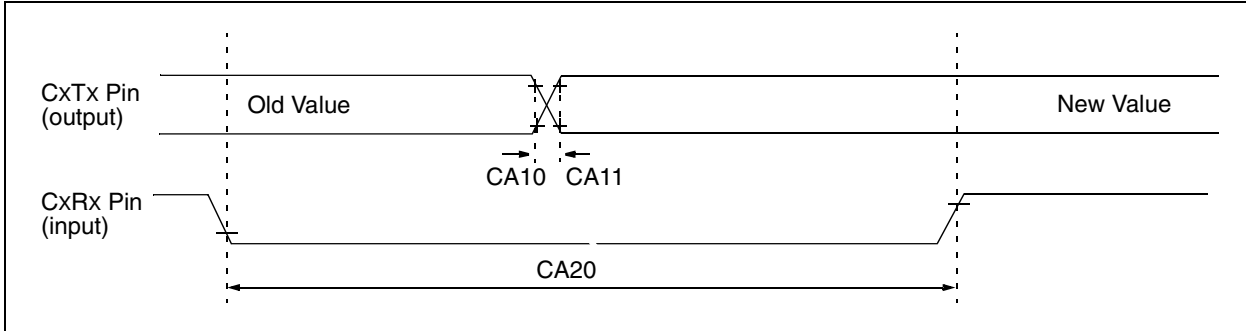 CxTx Pin
(output)
Old Value
New Value
CA10 CA11
CxRx Pin
(input)
CA20